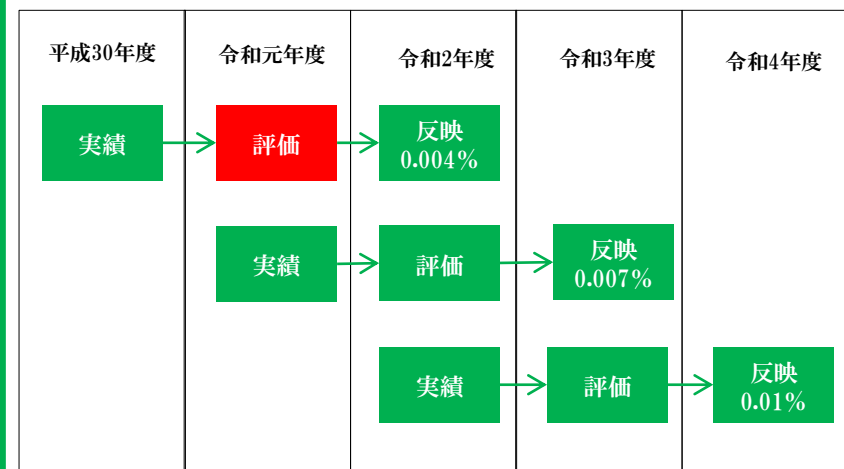 平成30年度
令和元年度
令和2年度
令和3年度
令和4年度
実績
評価
反映
0.004%
実績
評価
反映
0.007%
実績
評価
反映
0.01%